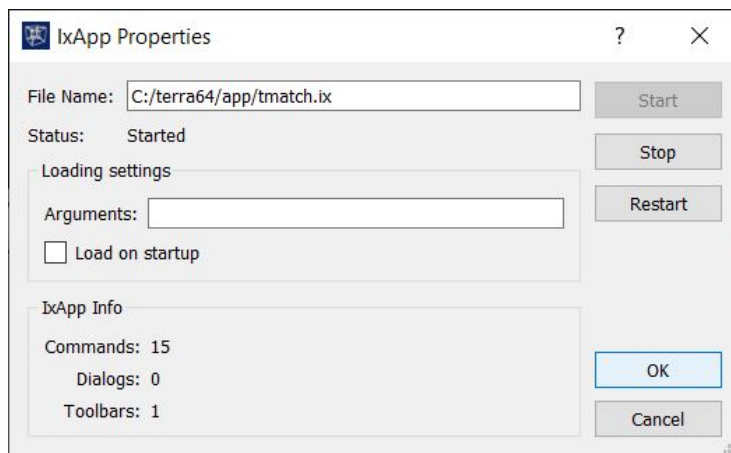 IxApp Properties
?
File Name: C:/terra64/app/tmatch.ix
Start
Status: Started
Stop
Loading settings
Restart
Arguments:
Load on startup
IxApp Info
Commands: 15
Dialogs: 0
Toolbars: 1
OK
Cancel